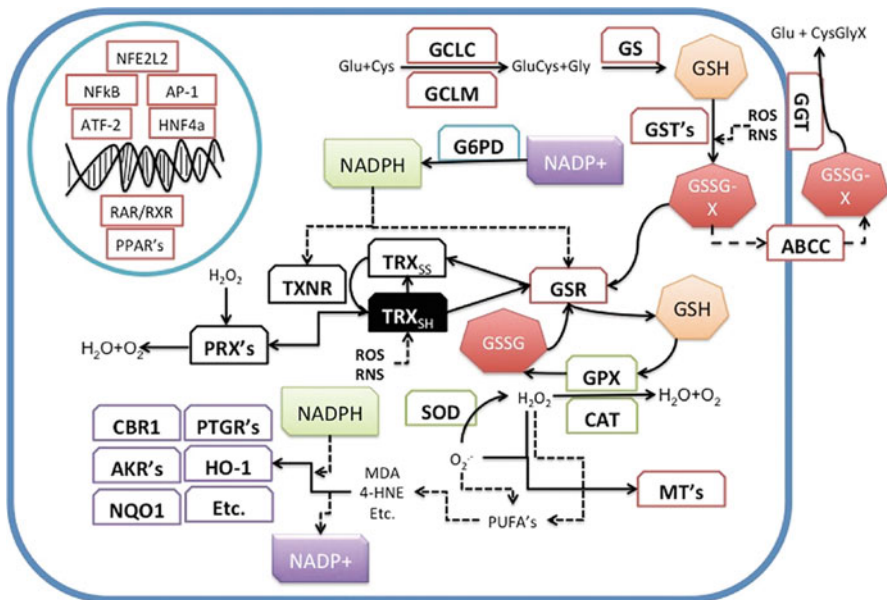 NFE2L2
NFkB
AP-1
ATF-2
HNF4a
RAR/RXR
PPAR's
GCLC
Glu+Cys
GCLM
GluCys+Gly
GS
GSH
GST's
ROS
RNS
GGT
Glu + CysGlyX
GSSG-
X
GSSG-
X
ABCC
NADPH
G6PD
NADP+
TXNR
TRXSS
TRXSH
GSR
H2O2
H2O+O2
PRX's
ROS
RNS
GSSG
GSH
GPX
SOD
H2O2
H2O+O2
CAT
O2·-
MT's
PUFA's
MDA
4-HNE
Etc.
NADPH
NADP+
CBR1
PTGR's
AKR's
HO-1
NQO1
Etc.